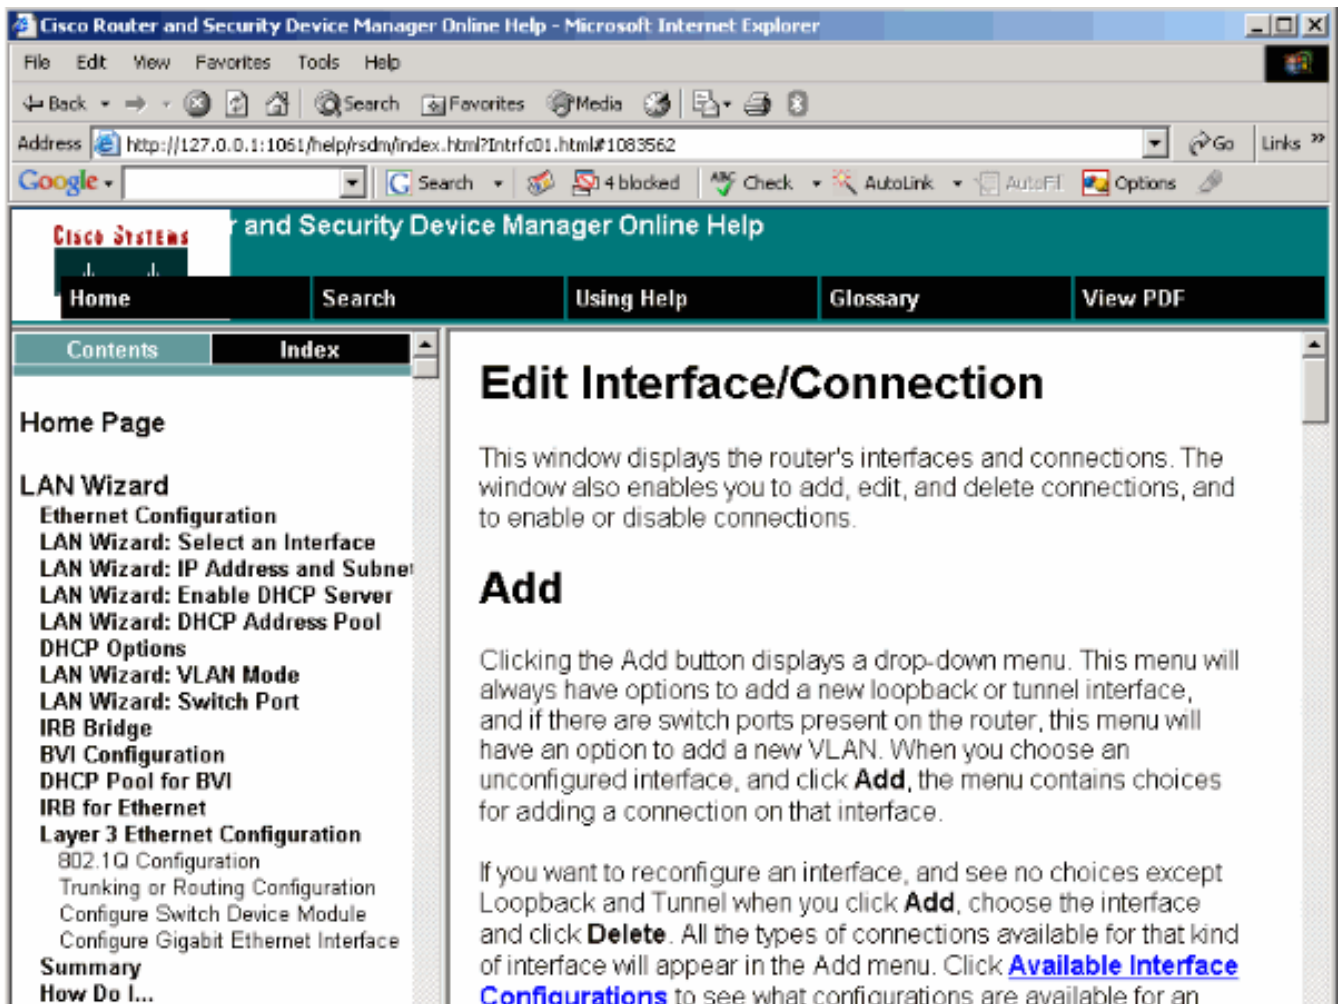 Cisco Router and Security Device Manager Online Help - Microsoft Internet Explorer
File Edit View Favorites Tools Help
Back Search Favorites Media
Address http://127.0.0.1:1061/help/rsdm/index.html?Intrfc01.html#1083562 Go Links »
Google Search 4 blocked ABC Check AutoLink AutoFil Options
CISCO SYSTEMS
r and Security Device Manager Online Help
Home Search Using Help Glossary View PDF
Contents Index
Home Page
LAN Wizard
Ethernet Configuration
LAN Wizard: Select an Interface
LAN Wizard: IP Address and Subnet
LAN Wizard: Enable DHCP Server
LAN Wizard: DHCP Address Pool
DHCP Options
LAN Wizard: VLAN Mode
LAN Wizard: Switch Port
IRB Bridge
BVI Configuration
DHCP Pool for BVI
IRB for Ethernet
Layer 3 Ethernet Configuration
802.1Q Configuration
Trunking or Routing Configuration
Configure Switch Device Module
Configure Gigabit Ethernet Interface
Summary
How Do I...
Edit Interface/Connection
This window displays the router's interfaces and connections. The
window also enables you to add, edit, and delete connections, and
to enable or disable connections.
Add
Clicking the Add button displays a drop-down menu. This menu will
always have options to add a new loopback or tunnel interface,
and if there are switch ports present on the router, this menu will
have an option to add a new VLAN. When you choose an
unconfigured interface, and click Add, the menu contains choices
for adding a connection on that interface.
If you want to reconfigure an interface, and see no choices except
Loopback and Tunnel when you click Add, choose the interface
and click Delete. All the types of connections available for that kind
of interface will appear in the Add menu. Click Available Interface
Configurations to see what configurations are available for an